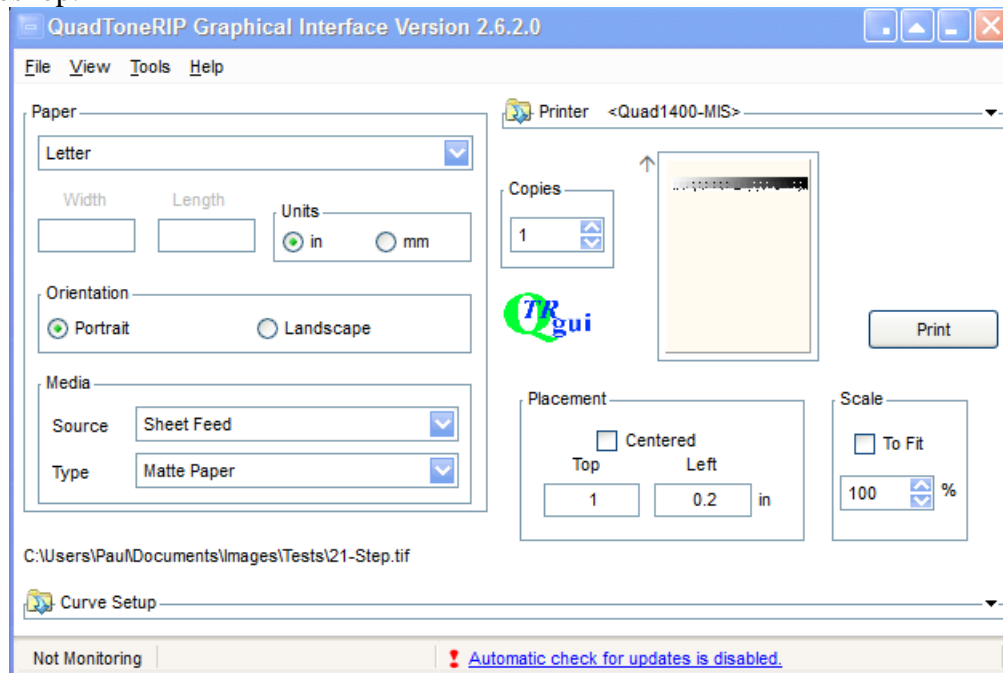 QuadToneRIP Graphical Interface Version 2.6.2.0
File View Tools Help
Paper
Letter
Width Length
Units
in mm
Orientation
Portrait Landscape
Media
Source Sheet Feed
Type Matte Paper
Printer <Quad1400-MIS>
Copies
1
QTRgui
Print
Placement
Centered
Top Left
1 0.2 in
Scale
To Fit
100 %
C:\Users\Paul\Documents\Images\Tests\21-Step.tif
Curve Setup
Not Monitoring
Automatic check for updates is disabled.